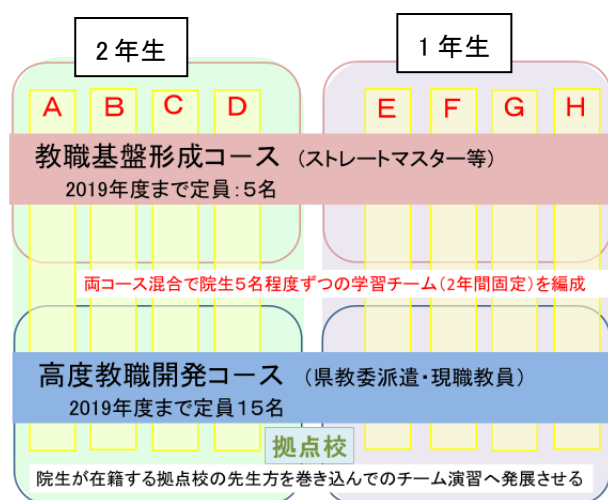 2年生
1年生
A B C D E F G H
教職基盤形成コース (ストレートマスター等)
2019年度まで定員:5名
両コース混合で院生5名程度ずつの学習チーム(2年間固定)を編成
高度教職開発コース (県教委派遣・現職教員)
2019年度まで定員15名
拠点校
院生が在籍する拠点校の先生方を巻き込んでのチーム演習へ発展させる